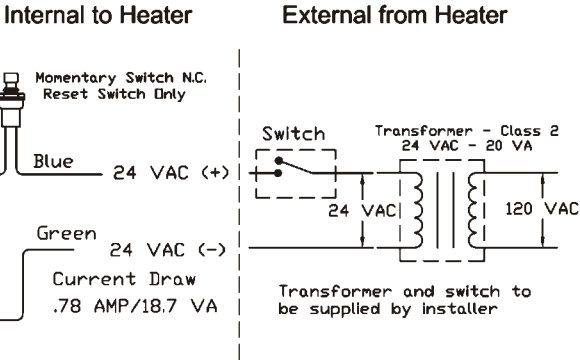 Internal to Heater
External from Heater
Momentary Switch N.C.
Reset Switch Only
Switch
Transformer - Class 2
24 VAC - 20 VA
Blue
24 VAC (+)
24 VAC
120 VAC
Green
24 VAC (-)
Current Draw
.78 AMP/18.7 VA
Transformer and switch to
be supplied by installer